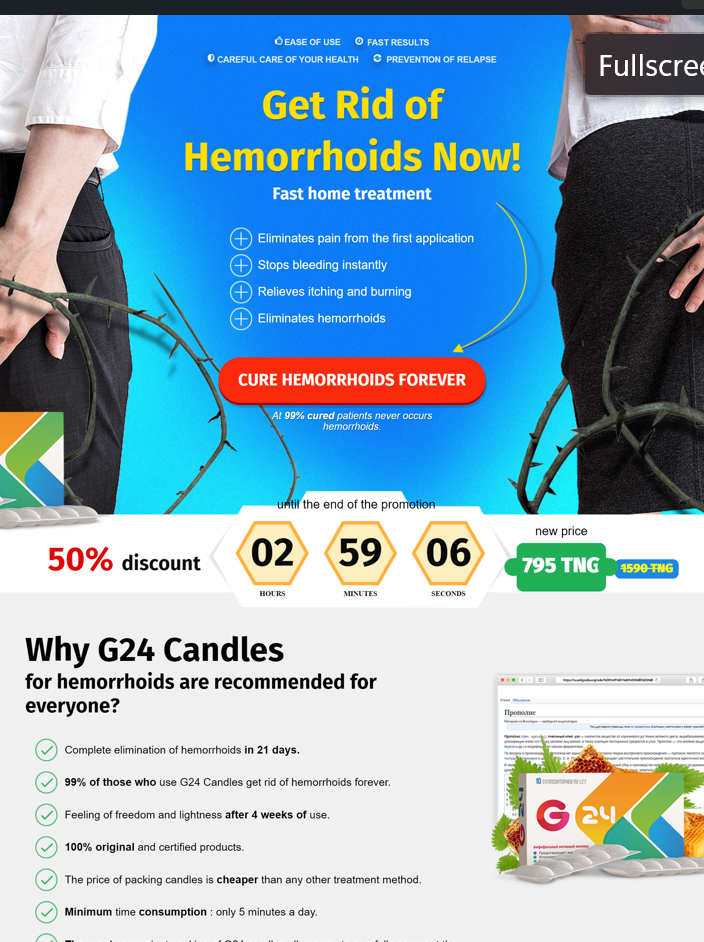 EASE OF USE FAST RESULTS
CAREFUL CARE OF YOUR HEALTH PREVENTION OF RELAPSE
Fullscree
Get Rid of
Hemorrhoids Now!
Fast home treatment
Eliminates pain from the first application
Stops bleeding instantly
Relieves itching and burning
Eliminates hemorrhoids
CURE HEMORRHOIDS FOREVER
At 99% cured patients never occurs
hemorrhoids.
until the end of the promotion
50% discount
02 59 06
HOURS MINUTES SECONDS
new price
795 TNG 1590 TNG
Why G24 Candles
for hemorrhoids are recommended for
everyone?
Complete elimination of hemorrhoids in 21 days.
99% of those who use G24 Candles get rid of hemorrhoids forever.
Feeling of freedom and lightness after 4 weeks of use.
100% original and certified products.
The price of packing candles is cheaper than any other treatment method.
Minimum time consumption : only 5 minutes a day.
Прополис
10 СУППОЗИТОРИЕВ ПО 1,2 Г
G 24